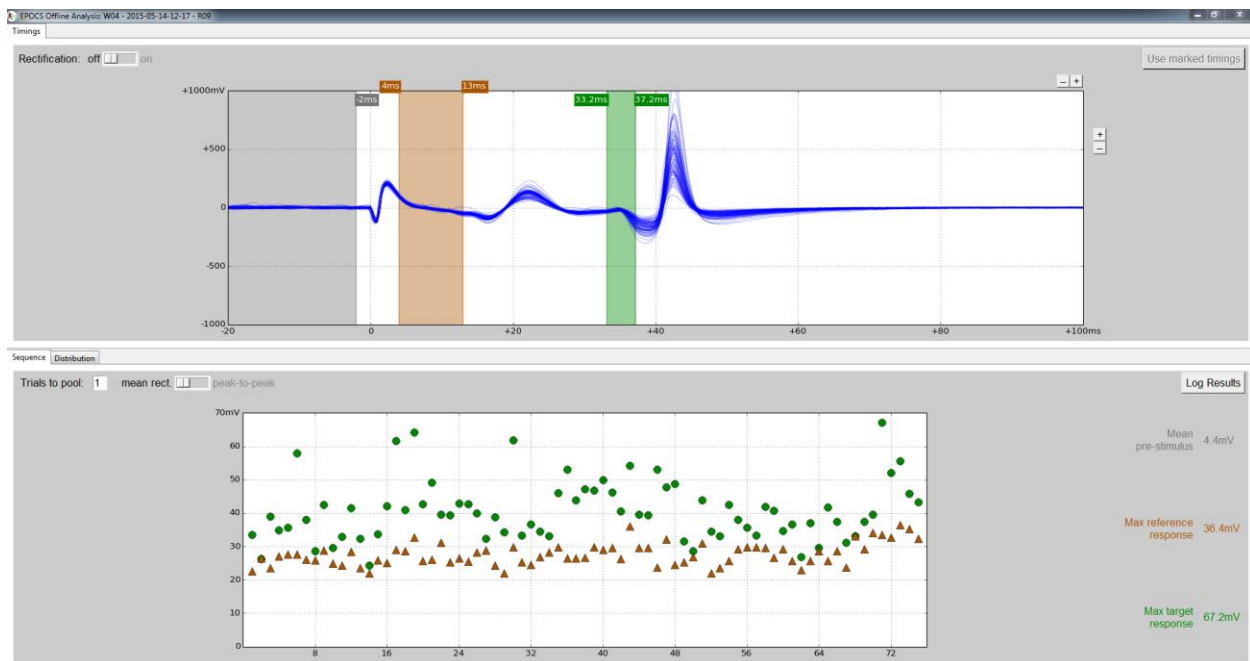 EPOCS Offline Analysis: W04 - 2015-05-14-12-17 - R09
Timings
Rectification: off on
Use marked timings
4ms 13ms
-2ms 33.2ms 37.2ms
+1000mV
+500
0
-500
-1000
-20 0 +20 +40 +60 +80 +100ms
Sequence Distribution
Trials to pool: 1 mean rect. peak-to-peak
Log Results
70mV
60
50
40
30
20
10
0
8 16 24 32 40 48 56 64 72
Mean
pre-stimulus 4.4mV
Max reference
response 36.4mV
Max target
response 67.2mV